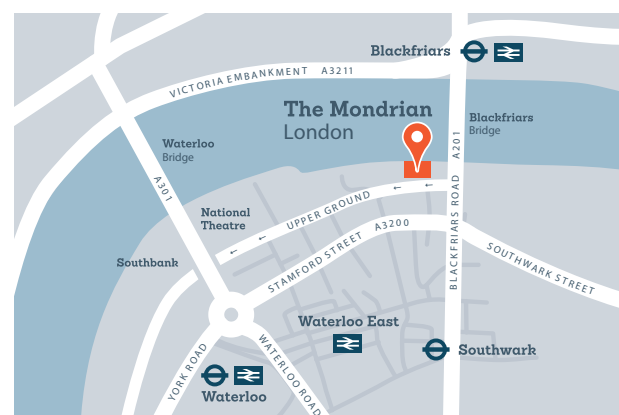 Blackfriars
VICTORIA EMBANKMENT A3211
The Mondrian
London
Blackfriars
Bridge
Waterloo
Bridge
A201
A301
National
Theatre
UPPER GROUND
← ←
← ←
A3200
STAMFORD STREET
BLACKFRIARS ROAD
SOUTHWARK STREET
Southbank
Waterloo East
Southwark
YORK ROAD
WATERLOO ROAD
Waterloo